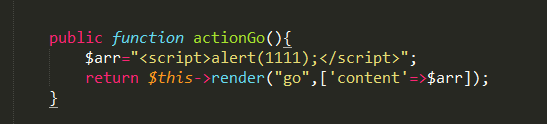 public function actionGo(){
$arr="<script>alert(1111);</script>";
return $this->render("go",['content'=>$arr]);
}